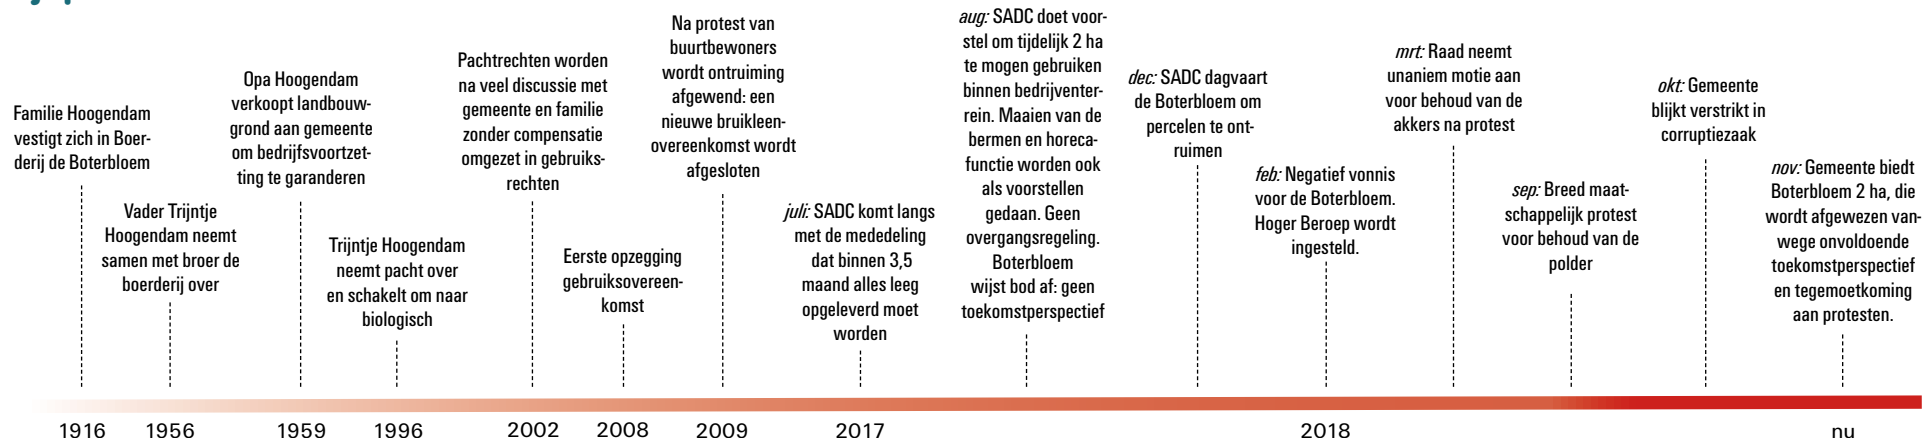 Familie Hoogendam
vestigt zich in Boer-
derij de Boterbloem
Vader Trijntje
Hoogendam neemt
samen met broer de
boerderij over
Opa Hoogendam
verkoopt landbouw-
grond aan gemeente
om bedrijfsvoortzet-
ting te garanderen
Trijntje Hoogendam
neemt pacht over
en schakelt om naar
biologisch
Pachtrechten worden
na veel discussie met
gemeente en familie
zonder compensatie
omgezet in gebruiks-
rechten
Eerste opzegging
gebruiksovereen-
komst
Na protest van
buurtbewoners
wordt ontruiming
afgewend: een
nieuwe bruikleen-
overeenkomst wordt
afgesloten
juli: SADC komt langs
met de mededeling
dat binnen 3,5
maand alles leeg
opgeleverd moet
worden
aug: SADC doet voor-
stel om tijdelijk 2 ha
te mogen gebruiken
binnen bedrijventer-
rein. Maaien van de
bermen en horeca-
functie worden ook
als voorstellen
gedaan. Geen
overgangsregeling.
Boterbloem
wijst bod af: geen
toekomstperspectief
dec: SADC dagvaart
de Boterbloem om
percelen te ont-
ruimen
feb: Negatief vonnis
voor de Boterbloem.
Hoger Beroep wordt
ingesteld.
mrt: Raad neemt
unaniem motie aan
voor behoud van de
akkers na protest
sep: Breed maat-
schappelijk protest
voor behoud van de
polder
okt: Gemeente
blijkt verstrikt in
corruptiezaak
nov: Gemeente biedt
Boterbloem 2 ha, die
wordt afgewezen van-
wege onvoldoende
toekomstperspectief
en tegemoetkoming
aan protesten.
1916 1956 1959 1996 2002 2008 2009 2017 2018 nu